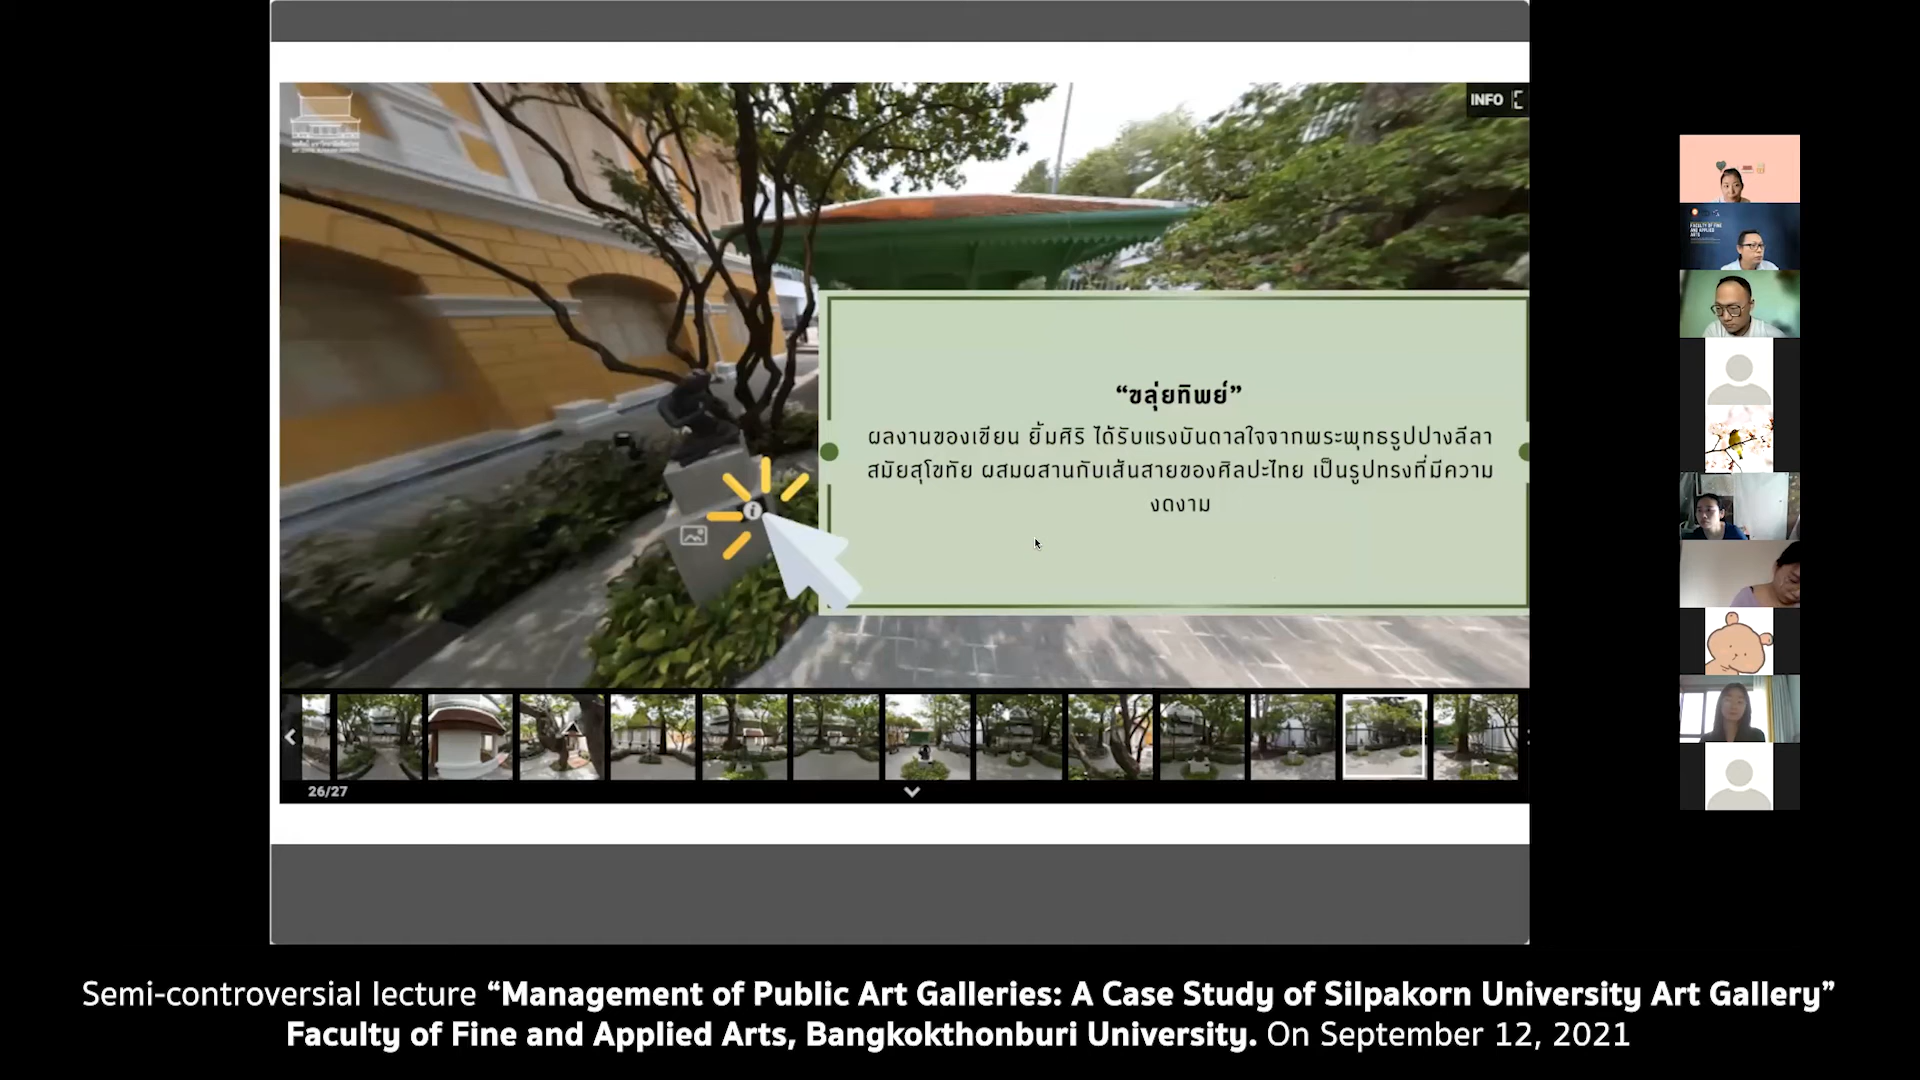 INFO
“ขลุ่ยทิพย์”
ผลงานของเขียน ยิ้มศิริ ได้รับแรงบันดาลใจจากพระพุทธรูปปางลีลา
สมัยสุโขทัย ผสมผสานกับเส้นสายของศิลปะไทย เป็นรูปทรงที่มีความ
งดงาม
26/27
FACULTY OF FINE
AND APPLIED
ARTS
Semi-controversial lecture “Management of Public Art Galleries: A Case Study of Silpakorn University Art Gallery”
Faculty of Fine and Applied Arts, Bangkokthonburi University. On September 12, 2021